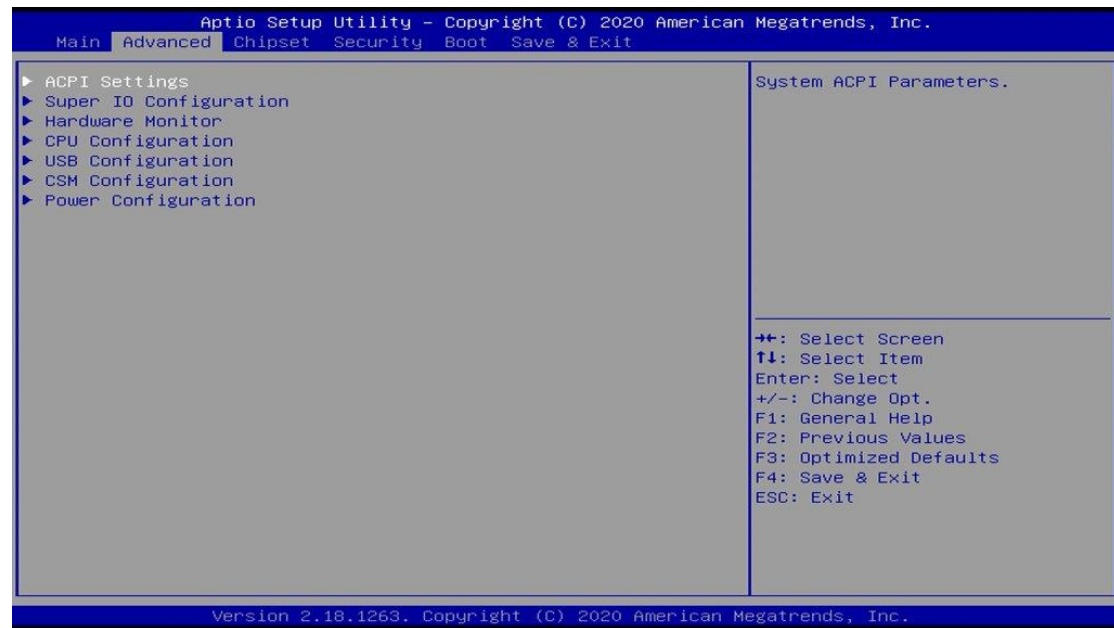 Aptio Setup Utility – Copyright (C) 2020 American Megatrends, Inc.
Main Advanced Chipset Security Boot Save & Exit
► ACPI Settings
► Super IO Configuration
► Hardware Monitor
► CPU Configuration
► USB Configuration
► CSM Configuration
► Power Configuration
System ACPI Parameters.
→←: Select Screen
↑↓: Select Item
Enter: Select
+/-: Change Opt.
F1: General Help
F2: Previous Values
F3: Optimized Defaults
F4: Save & Exit
ESC: Exit
Version 2.18.1263. Copyright (C) 2020 American Megatrends, Inc.